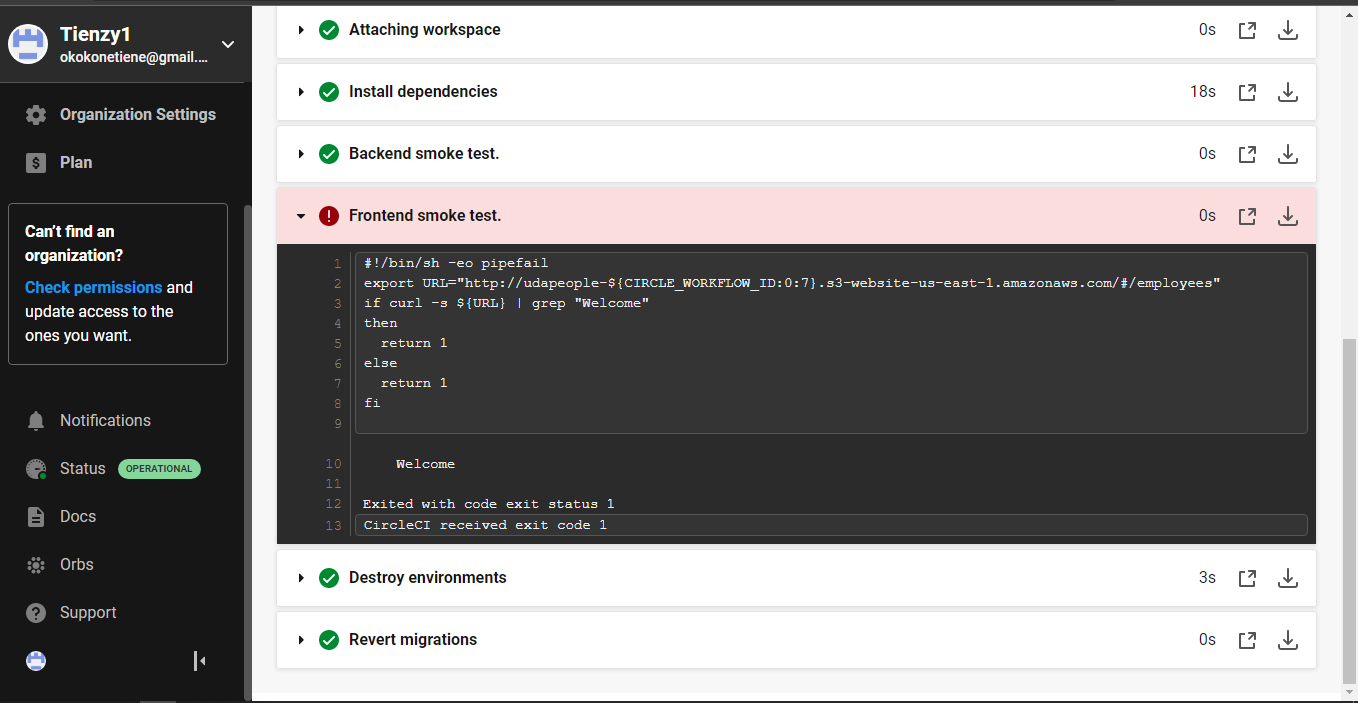 Tienzy1
okokonetiene@gmail....
Organization Settings
Plan
Can't find an
organization?
Check permissions and
update access to the
ones you want.
Notifications
Status OPERATIONAL
Docs
Orbs
Support
Attaching workspace 0s
Install dependencies 18s
Backend smoke test. 0s
Frontend smoke test. 0s
1 #!/bin/sh -eo pipefail
2 export URL="http://udapeople-${CIRCLE_WORKFLOW_ID:0:7}.s3-website-us-east-1.amazonaws.com/#/employees"
3 if curl -s ${URL} | grep "Welcome"
4 then
5 return 1
6 else
7 return 1
8 fi
9
10 Welcome
11
12 Exited with code exit status 1
13 CircleCI received exit code 1
Destroy environments 3s
Revert migrations 0s